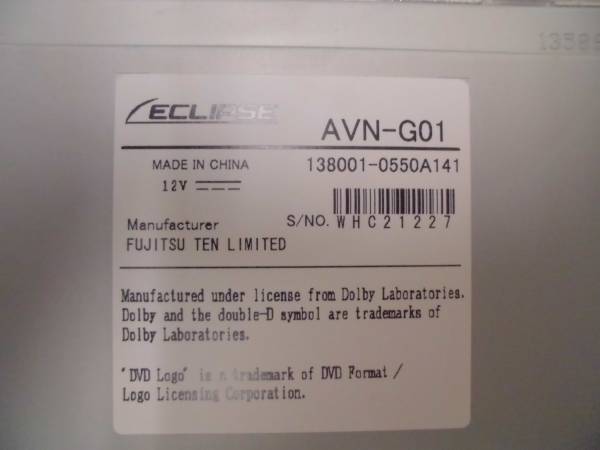 ECLIPSE
AVN-G01
MADE IN CHINA
138001-0550A141
12V
S/NO. WHC21227
Manufacturer
FUJITSU TEN LIMITED
Manufactured under license from Dolby Laboratories.
Dolby and the double-D symbol are trademarks of
Dolby Laboratories.
"DVD Logo" is a trademark of DVD Format /
Logo Licensing Corporation.